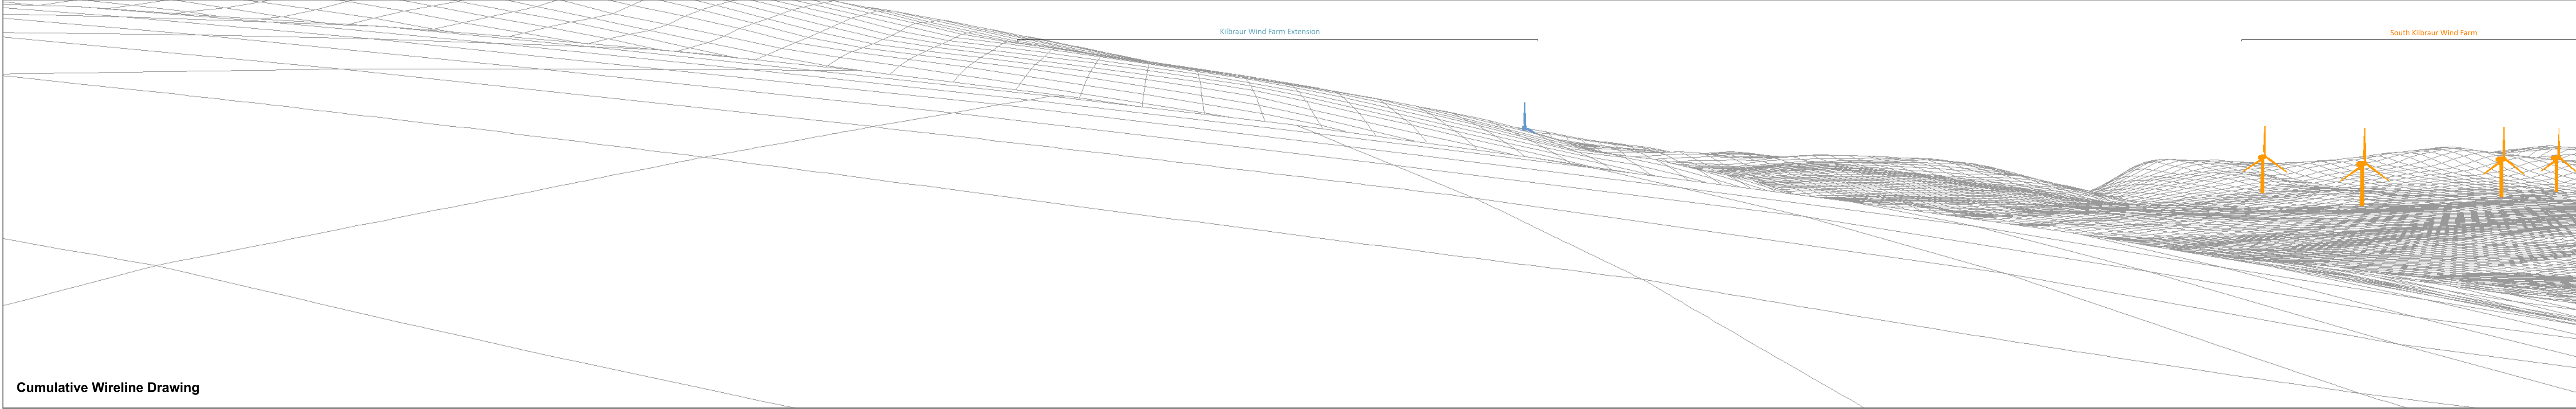 Kilbraur Wind Farm Extension
South Kilbraur Wind Farm
Cumulative Wireline Drawing